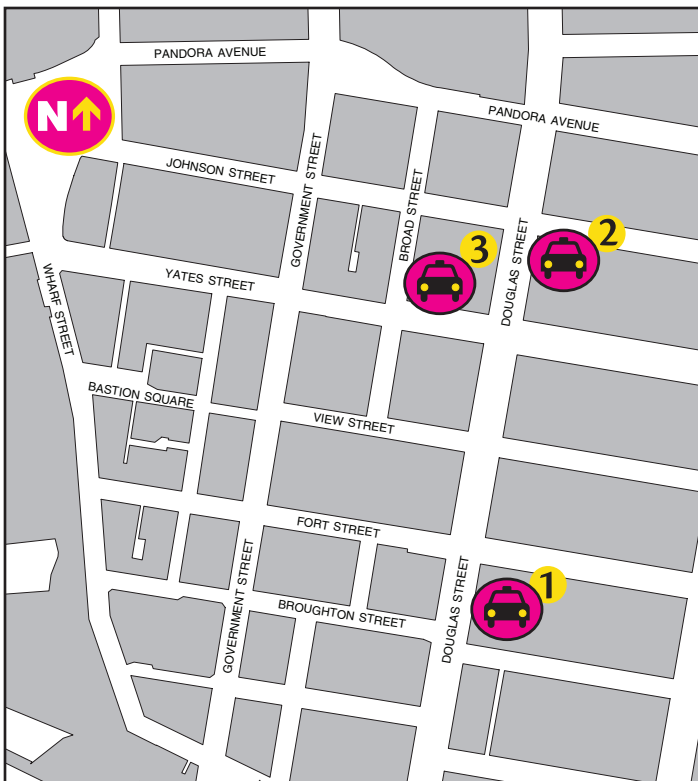 PANDORA AVENUE
N
PANDORA AVENUE
JOHNSON STREET
GOVERNMENT STREET
BROAD STREET
2
3
DOUGLAS STREET
YATES STREET
WHARF STREET
BASTION SQUARE
VIEW STREET
FORT STREET
GOVERNMENT STREET
DOUGLAS STREET
1
BROUGHTON STREET